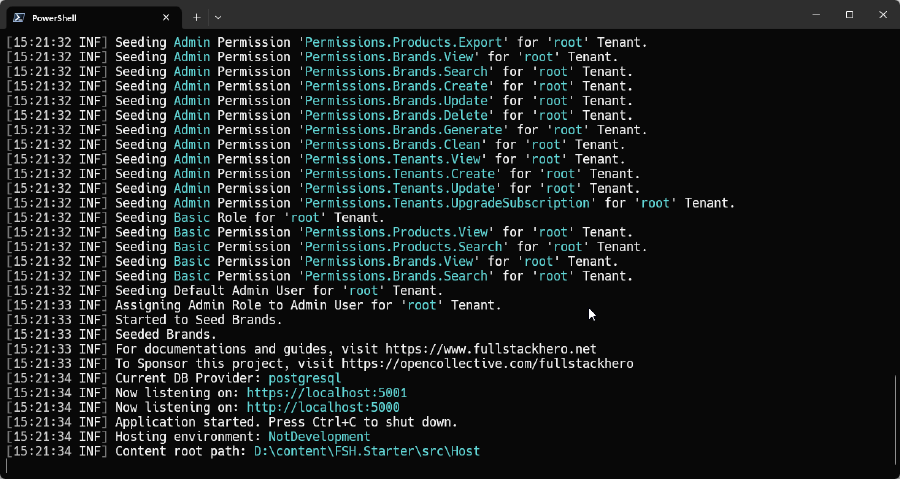 PowerShell
[15:21:32 INF] Seeding Admin Permission 'Permissions.Products.Export' for 'root' Tenant.
[15:21:32 INF] Seeding Admin Permission 'Permissions.Brands.View' for 'root' Tenant.
[15:21:32 INF] Seeding Admin Permission 'Permissions.Brands.Search' for 'root' Tenant.
[15:21:32 INF] Seeding Admin Permission 'Permissions.Brands.Create' for 'root' Tenant.
[15:21:32 INF] Seeding Admin Permission 'Permissions.Brands.Update' for 'root' Tenant.
[15:21:32 INF] Seeding Admin Permission 'Permissions.Brands.Delete' for 'root' Tenant.
[15:21:32 INF] Seeding Admin Permission 'Permissions.Brands.Generate' for 'root' Tenant.
[15:21:32 INF] Seeding Admin Permission 'Permissions.Brands.Clean' for 'root' Tenant.
[15:21:32 INF] Seeding Admin Permission 'Permissions.Tenants.View' for 'root' Tenant.
[15:21:32 INF] Seeding Admin Permission 'Permissions.Tenants.Create' for 'root' Tenant.
[15:21:32 INF] Seeding Admin Permission 'Permissions.Tenants.Update' for 'root' Tenant.
[15:21:32 INF] Seeding Admin Permission 'Permissions.Tenants.UpgradeSubscription' for 'root' Tenant.
[15:21:32 INF] Seeding Basic Role for 'root' Tenant.
[15:21:32 INF] Seeding Basic Permission 'Permissions.Products.View' for 'root' Tenant.
[15:21:32 INF] Seeding Basic Permission 'Permissions.Products.Search' for 'root' Tenant.
[15:21:32 INF] Seeding Basic Permission 'Permissions.Brands.View' for 'root' Tenant.
[15:21:32 INF] Seeding Basic Permission 'Permissions.Brands.Search' for 'root' Tenant.
[15:21:32 INF] Seeding Default Admin User for 'root' Tenant.
[15:21:33 INF] Assigning Admin Role to Admin User for 'root' Tenant.
[15:21:33 INF] Started to Seed Brands.
[15:21:33 INF] Seeded Brands.
[15:21:33 INF] For documentations and guides, visit https://www.fullstackhero.net
[15:21:33 INF] To Sponsor this project, visit https://opencollective.com/fullstackhero
[15:21:34 INF] Current DB Provider: postgresql
[15:21:34 INF] Now listening on: https://localhost:5001
[15:21:34 INF] Now listening on: http://localhost:5000
[15:21:34 INF] Application started. Press Ctrl+C to shut down.
[15:21:34 INF] Hosting environment: NotDevelopment
[15:21:34 INF] Content root path: D:\content\FSH.Starter\src\Host